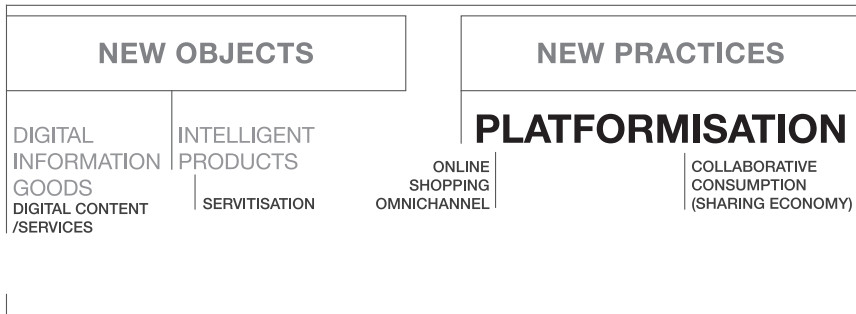 NEW OBJECTS
NEW PRACTICES
DIGITAL
INFORMATION
GOODS
DIGITAL CONTENT
/SERVICES
INTELLIGENT
PRODUCTS
SERVITISATION
PLATFORMISATION
ONLINE
SHOPPING
OMNICHANNEL
COLLABORATIVE
CONSUMPTION
(SHARING ECONOMY)